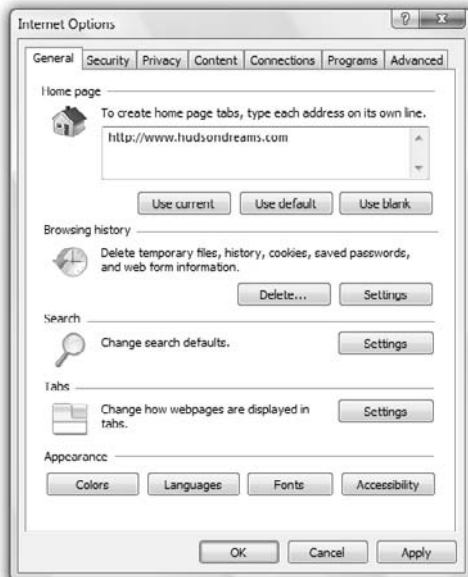 Internet Options
General Security Privacy Content Connections Programs Advanced
Home page
To create home page tabs, type each address on its own line.
http://www.hudsondreams.com
Use current Use default Use blank
Browsing history
Delete temporary files, history, cookies, saved passwords,
and web form information.
Delete... Settings
Search
Change search defaults.
Settings
Tabs
Change how webpages are displayed in
tabs.
Settings
Appearance
Colors Languages Fonts Accessibility
OK Cancel Apply